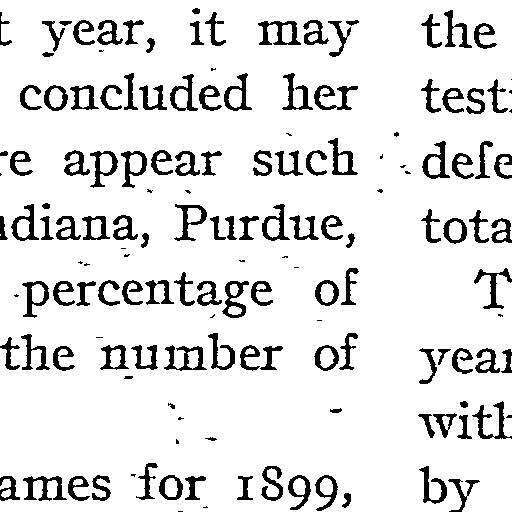 t year, it may
concluded her
re appear such
ndiana, Purdue,
percentage of
the number of
ames for 1899,
the
testi
defe
tota
T
year
with
by